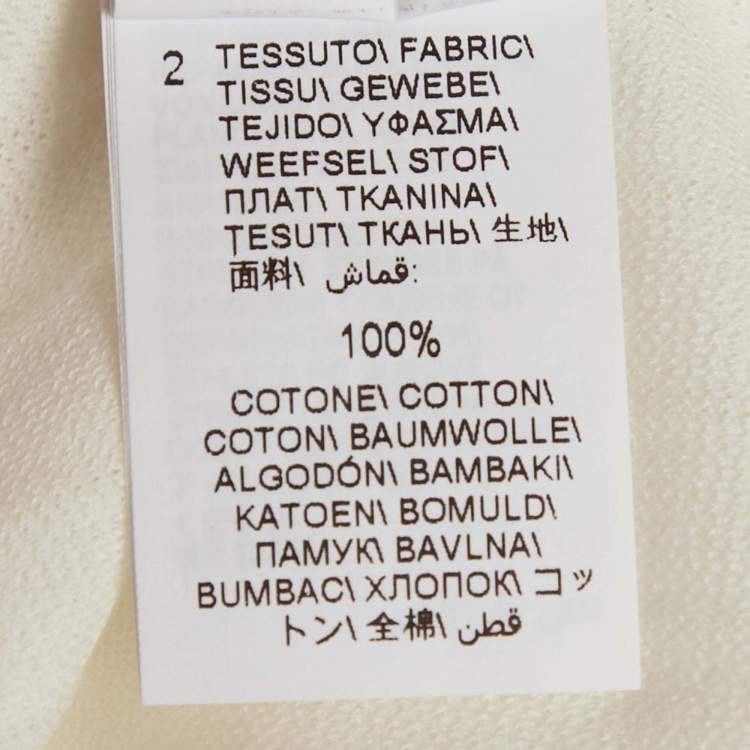 2 TESSUTO\ FABRIC\
TISSU\ GEWEBE\
TEJIDO\ ΥΦΑΣΜΑ\
WEEFSEL\ STOF\
ПЛАТ\ TKANINA\
ȚESUT\ ТКАНЬ\ 生地\
面料\ قماش:
100%
COTONE\ COTTON\
COTON\ BAUMWOLLE\
ALGODÓN\ BAMBAKI\
KATOEN\ BOMULD\
ПАМУК\ BAVLNA\
BUMBAC\ ХЛОПОК\ コッ
トン\ 全棉\ قطن